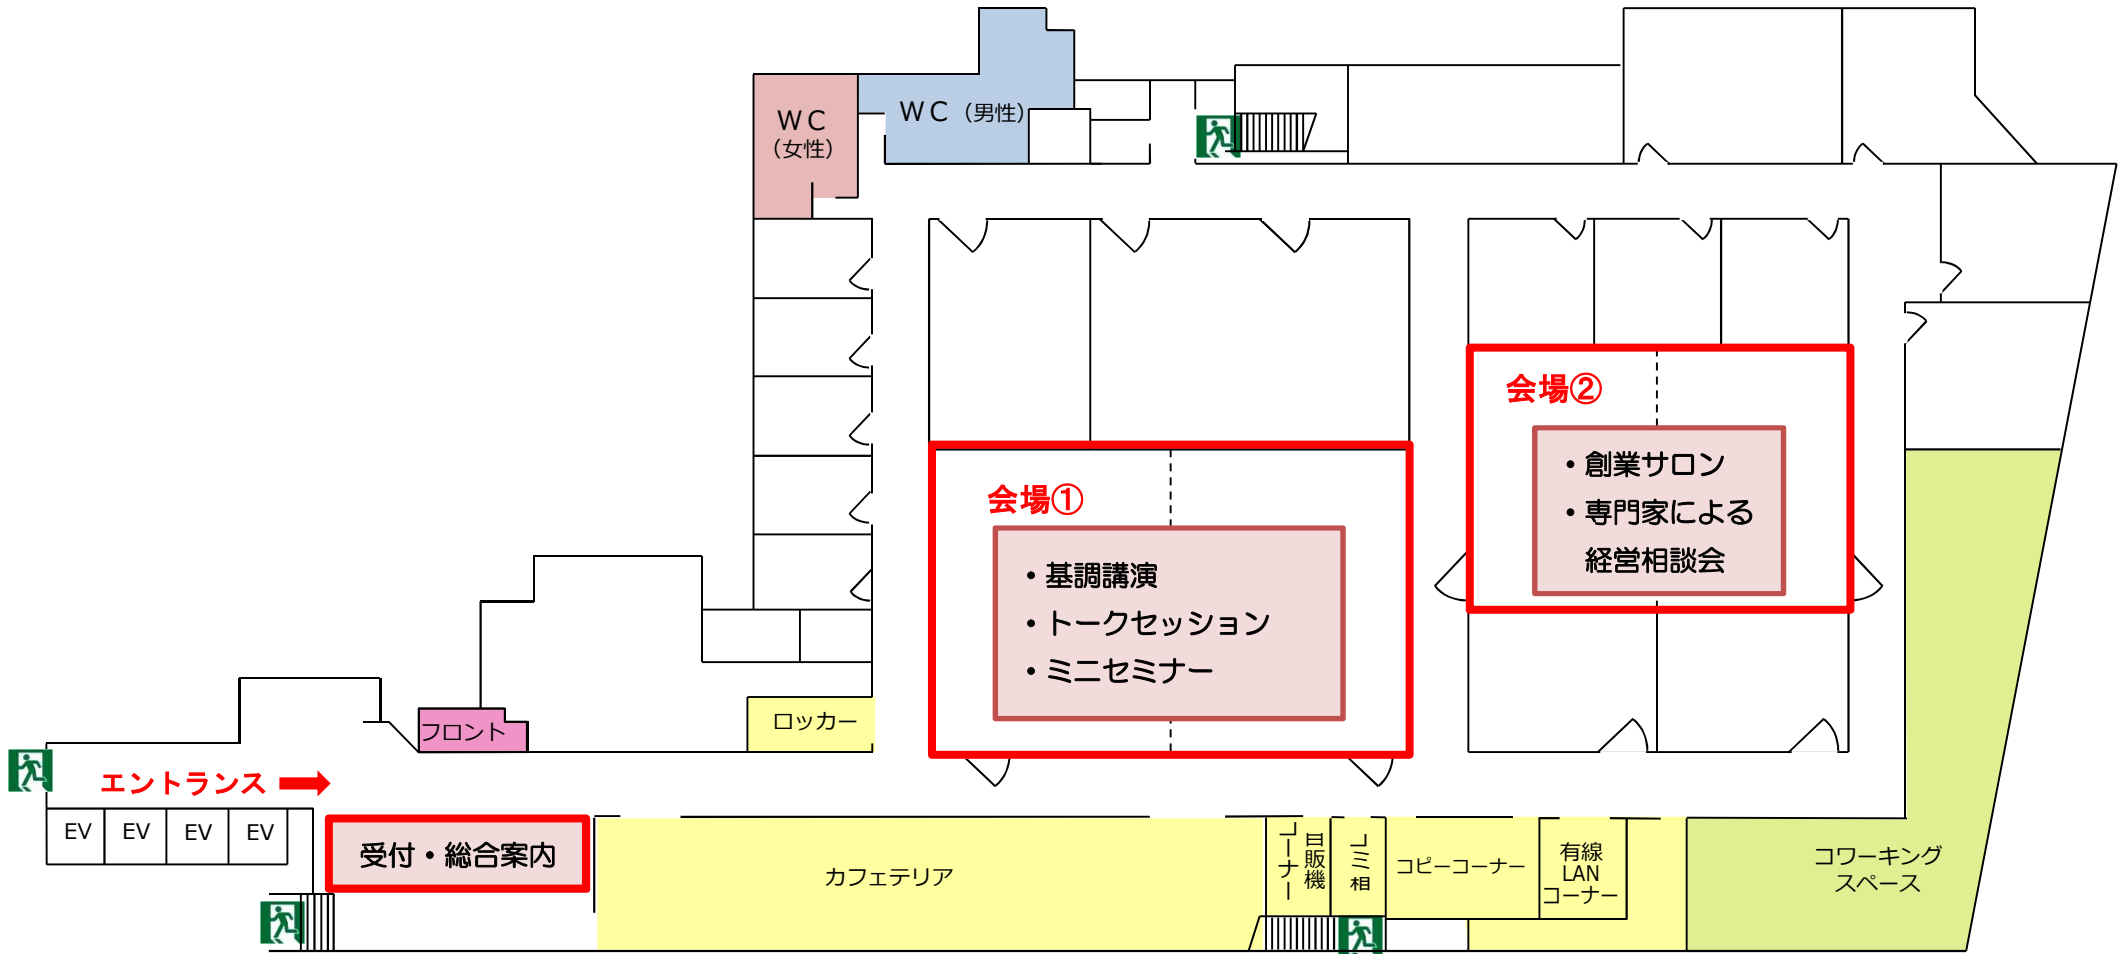 ＷＣ
（女性）
ＷＣ（男性）
会場②
・創業サロン
・専門家による
経営相談会
会場①
・基調講演
・トークセッション
・ミニセミナー
ロッカー
フロント
エントランス
EV
EV
EV
EV
受付・総合案内
カフェテリア
自販機
コーナー
コピーコーナー
有線
LAN
コーナー
コワーキング
スペース